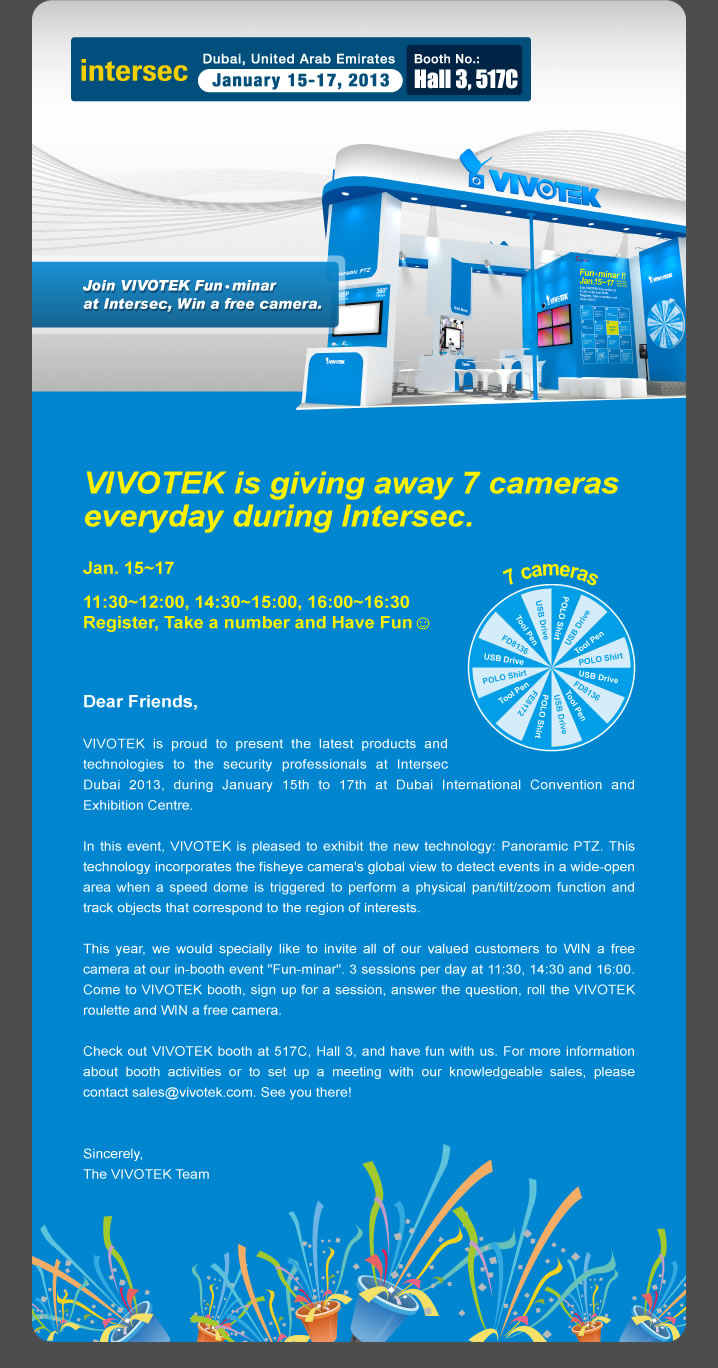 intersec
Dubai, United Arab Emirates
January 15-17, 2013
Booth No.:
Hall 3, 517C
VIVOTEK
Join VIVOTEK Fun·minar
at Intersec, Win a free camera.
PTZ
360°
Fun·minar !!
Jan.15~17
VIVOTEK
VIVOTEK
VIVOTEK
VIVOTEK is giving away 7 cameras
everyday during Intersec.
Jan. 15~17
11:30~12:00, 14:30~15:00, 16:00~16:30
Register, Take a number and Have Fun☺
7 cameras
POLO Shirt
USB Drive
Tool Pen
POLO Shirt
USB Drive
FD8136
Tool Pen
USB Drive
POLO Shirt
FE8172
Tool Pen
POLO Shirt
USB Drive
FD8136
Tool Pen
USB Drive
Dear Friends,
VIVOTEK is proud to present the latest products and
technologies to the security professionals at Intersec
Dubai 2013, during January 15th to 17th at Dubai International Convention and
Exhibition Centre.
In this event, VIVOTEK is pleased to exhibit the new technology: Panoramic PTZ. This
technology incorporates the fisheye camera's global view to detect events in a wide-open
area when a speed dome is triggered to perform a physical pan/tilt/zoom function and
track objects that correspond to the region of interests.
This year, we would specially like to invite all of our valued customers to WIN a free
camera at our in-booth event "Fun-minar". 3 sessions per day at 11:30, 14:30 and 16:00.
Come to VIVOTEK booth, sign up for a session, answer the question, roll the VIVOTEK
roulette and WIN a free camera.
Check out VIVOTEK booth at 517C, Hall 3, and have fun with us. For more information
about booth activities or to set up a meeting with our knowledgeable sales, please
contact sales@vivotek.com. See you there!
Sincerely,
The VIVOTEK Team